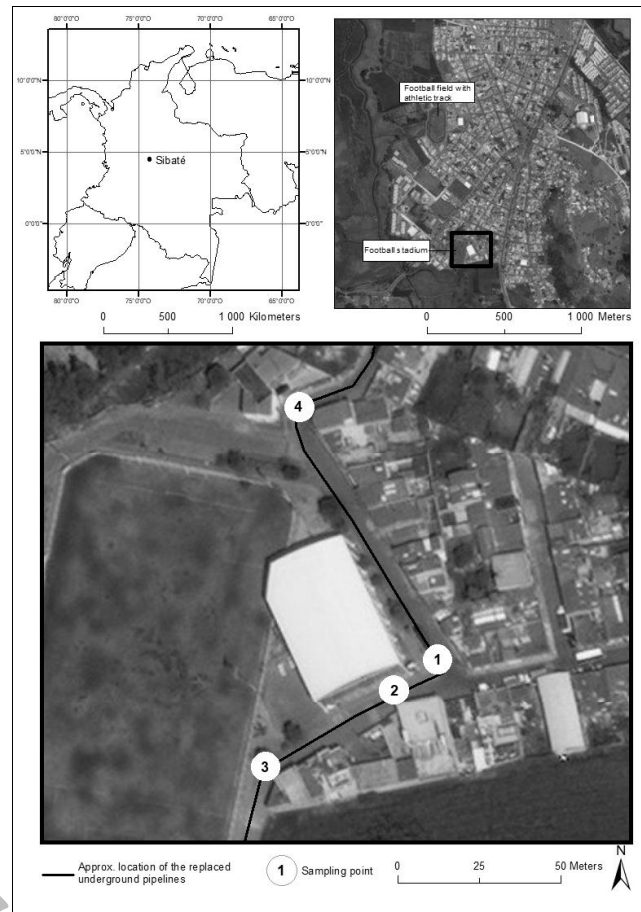 80°0'0"O 75°0'0"O 70°0'0"O 65°0'0"O
10°0'0"N
10°0'0"N
5°0'0"N
5°0'0"N
Sibaté
0°0'0"
0°0'0"
80°0'0"O 75°0'0"O 70°0'0"O 65°0'0"O
0 500 1 000 Kilometers
Football field with
athletic track
Football stadium
0 500 1 000 Meters
4
1
2
3
Approx. location of the replaced
underground pipelines
1 Sampling point
0 25 50 Meters
N